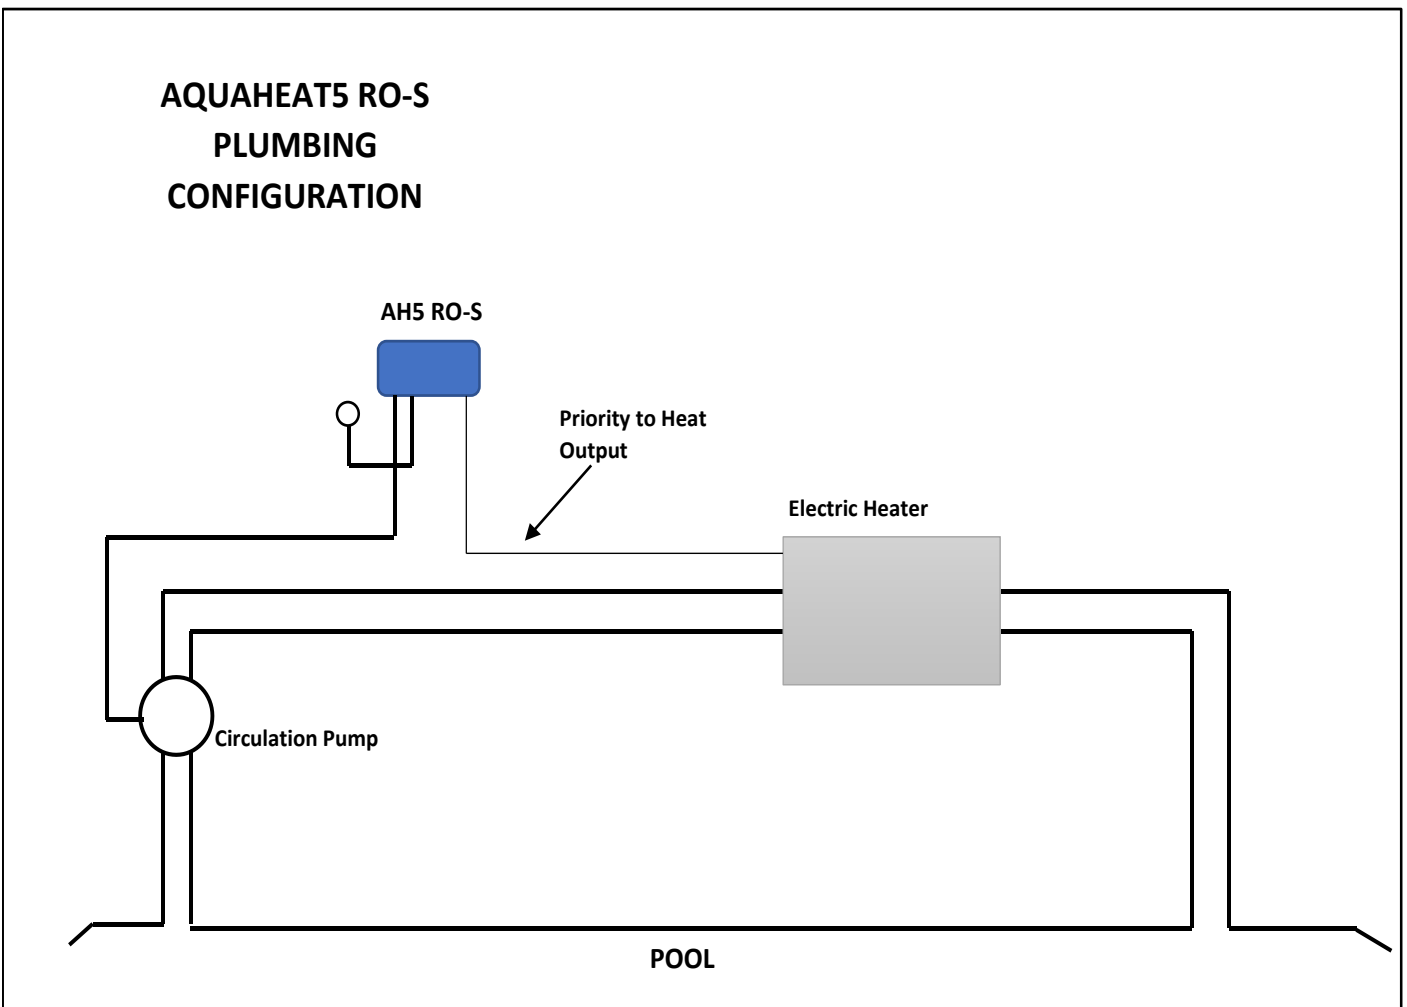 AQUAHEAT5 RO-S
PLUMBING
CONFIGURATION
AH5 RO-S
Priority to Heat
Output
Electric Heater
Circulation Pump
POOL